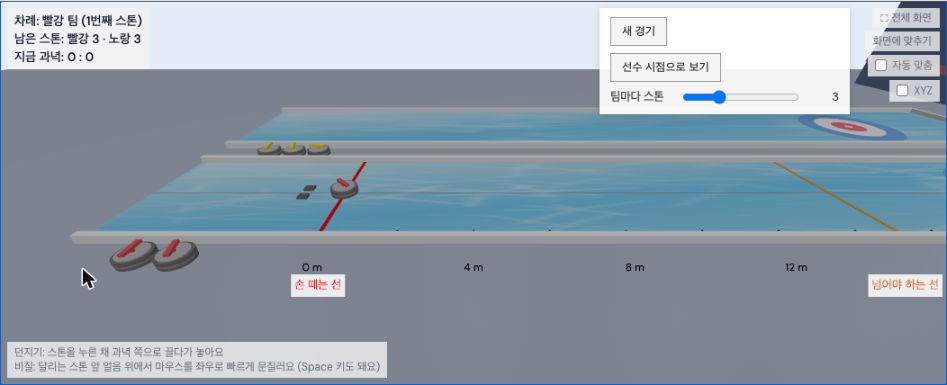 차례: 빨강 팀 (1번째 스톤)
남은 스톤: 빨강 3 · 노랑 3
지금 과녁: 0 : 0
새 경기
선수 시점으로 보기
팀마다 스톤 3
전체 화면
화면에 맞추기
자동 맞춤
XYZ
0 m
4 m
8 m
12 m
손 떼는 선
넘어야 하는 선
던지기: 스톤을 누른 채 과녁 쪽으로 끌다가 놓아요
비질: 달리는 스톤 앞 얼음 위에서 마우스를 좌우로 빠르게 문질러요 (Space 키도 돼요)